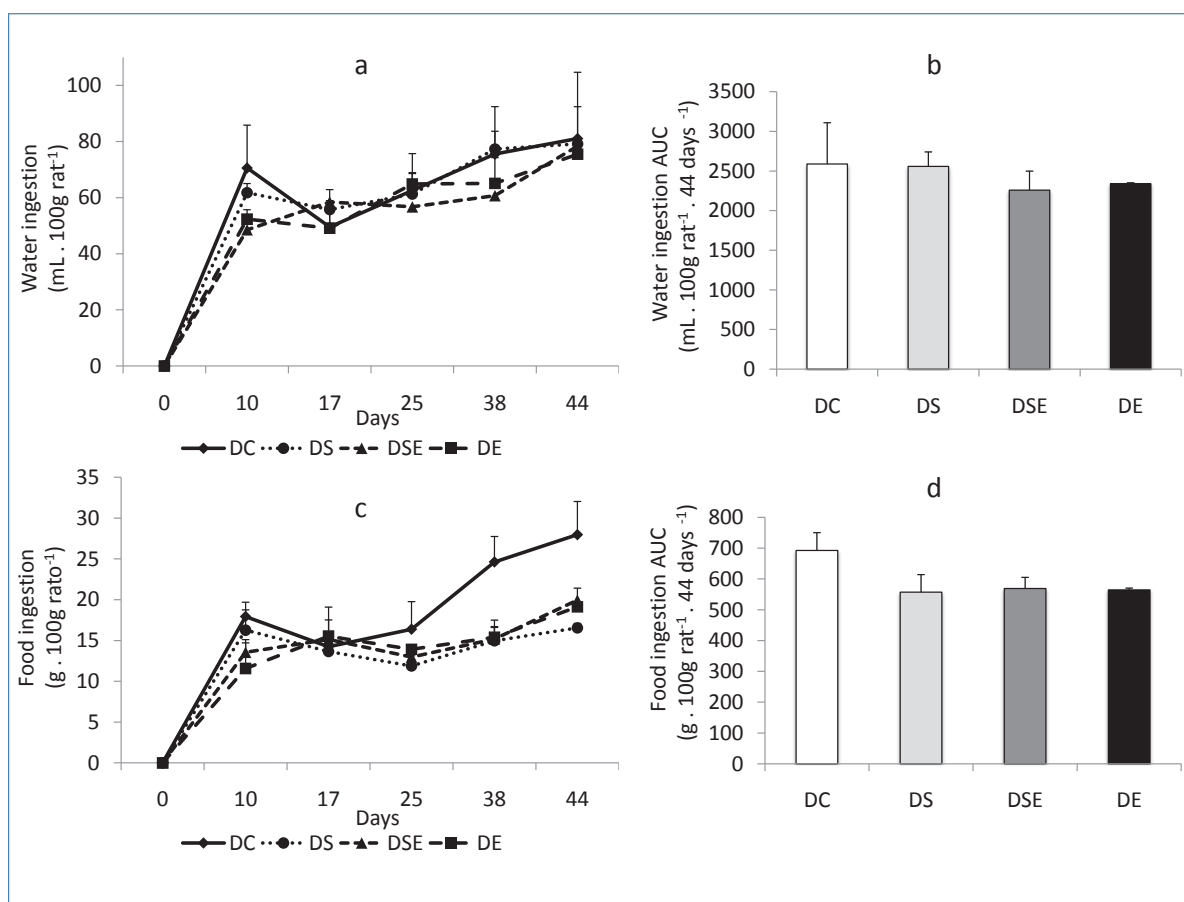 a
Water ingestion
(mL . 100g rat⁻¹)
100
80
60
40
20
0
0 10 17 25 38 44
Days
DC DS DSE DE
b
Water ingestion AUC
(mL . 100g rat⁻¹ . 44 days ⁻¹)
3500
3000
2500
2000
1500
1000
500
0
DC DS DSE DE
c
Food ingestion
(g . 100g rato⁻¹)
35
30
25
20
15
10
5
0
0 10 17 25 38 44
Days
DC DS DSE DE
d
Food ingestion AUC
(g . 100g rat⁻¹ . 44 days ⁻¹)
800
700
600
500
400
300
200
100
0
DC DS DSE DE